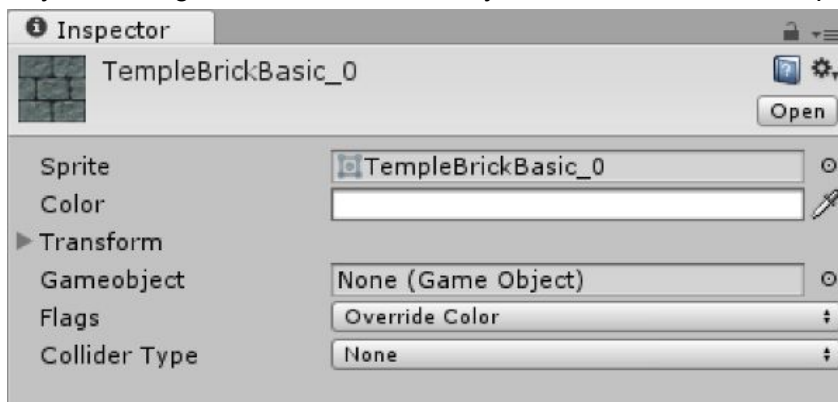 Inspector
TempleBrickBasic_0
Open
Sprite TempleBrickBasic_0
Color
Transform
Gameobject None (Game Object)
Flags Override Color
Collider Type None